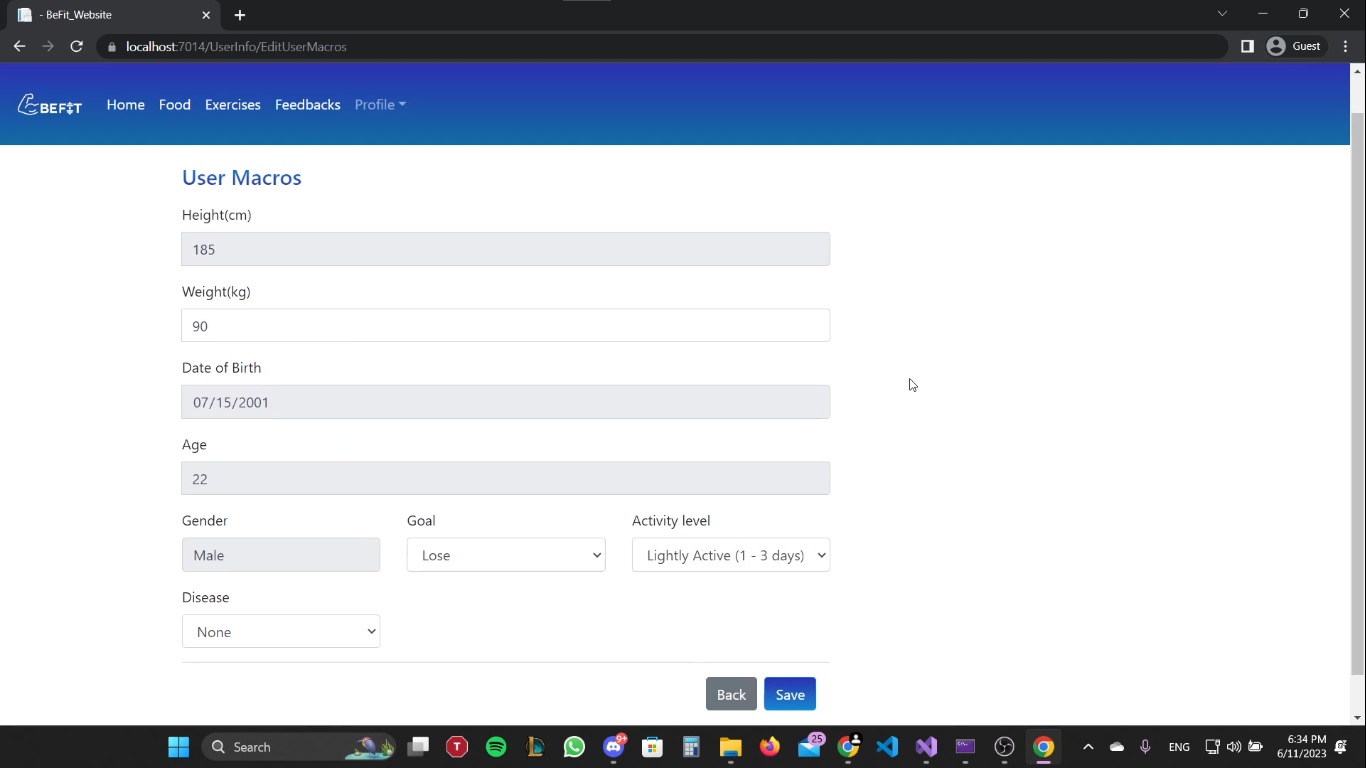 - BeFit_Website
localhost:7014/UserInfo/EditUserMacros
Guest
BEFIT
Home Food Exercises Feedbacks Profile
User Macros
Height(cm)
185
Weight(kg)
90
Date of Birth
07/15/2001
Age
22
Gender Goal Activity level
Male Lose Lightly Active (1 - 3 days)
Disease
None
Back Save
Search
T
9+
25
ENG
6:34 PM
6/11/2023